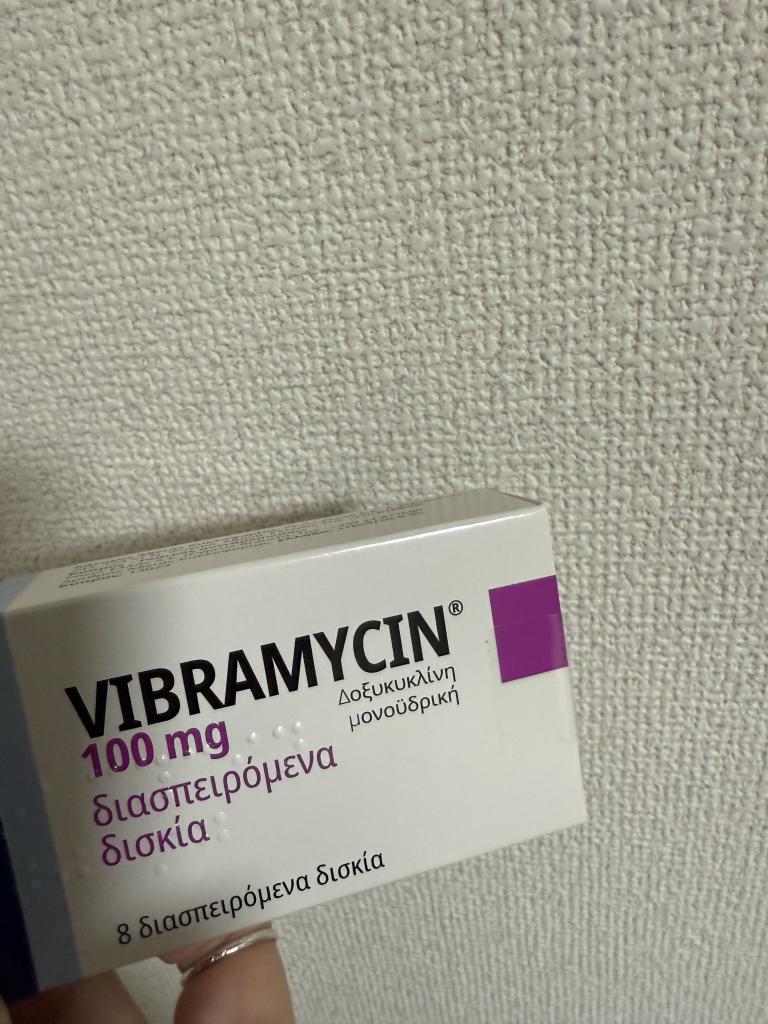 VIBRAMYCIN®
Δοξυκυκλίνη
μονοϋδρική
100 mg
διασπειρόμενα
δισκία
8 διασπειρόμενα δισκία